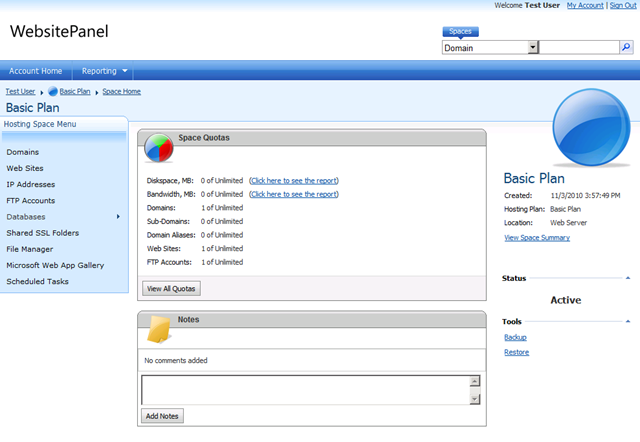 Welcome Test User My Account | Sign Out
WebsitePanel
Spaces
Domain
Account Home Reporting
Test User Basic Plan Space Home
Basic Plan
Hosting Space Menu
Domains
Web Sites
IP Addresses
FTP Accounts
Databases
Shared SSL Folders
File Manager
Microsoft Web App Gallery
Scheduled Tasks
Space Quotas
Diskspace, MB: 0 of Unlimited (Click here to see the report)
Bandwidth, MB: 0 of Unlimited (Click here to see the report)
Domains: 1 of Unlimited
Sub-Domains: 0 of Unlimited
Domain Aliases: 0 of Unlimited
Web Sites: 1 of Unlimited
FTP Accounts: 1 of Unlimited
View All Quotas
Notes
No comments added
Add Notes
Basic Plan
Created: 11/3/2010 3:57:49 PM
Hosting Plan: Basic Plan
Location: Web Server
View Space Summary
Status
Active
Tools
Backup
Restore